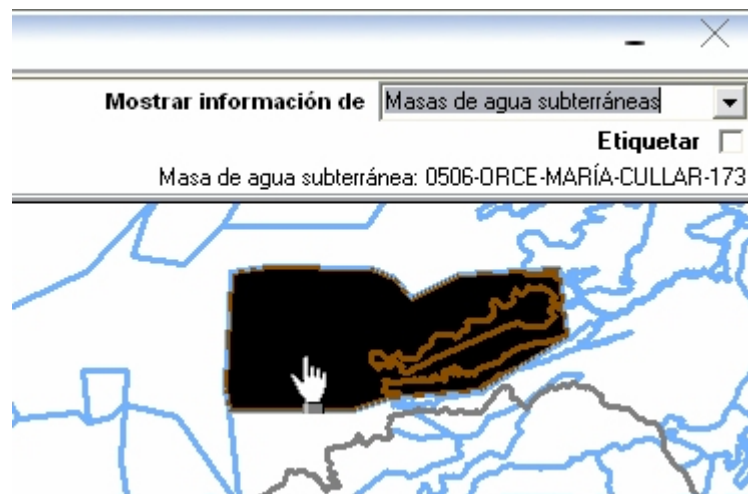 Mostrar información de Masas de agua subterráneas
Etiquetar
Masa de agua subterránea: 0506-ORCE-MARÍA-CULLAR-173